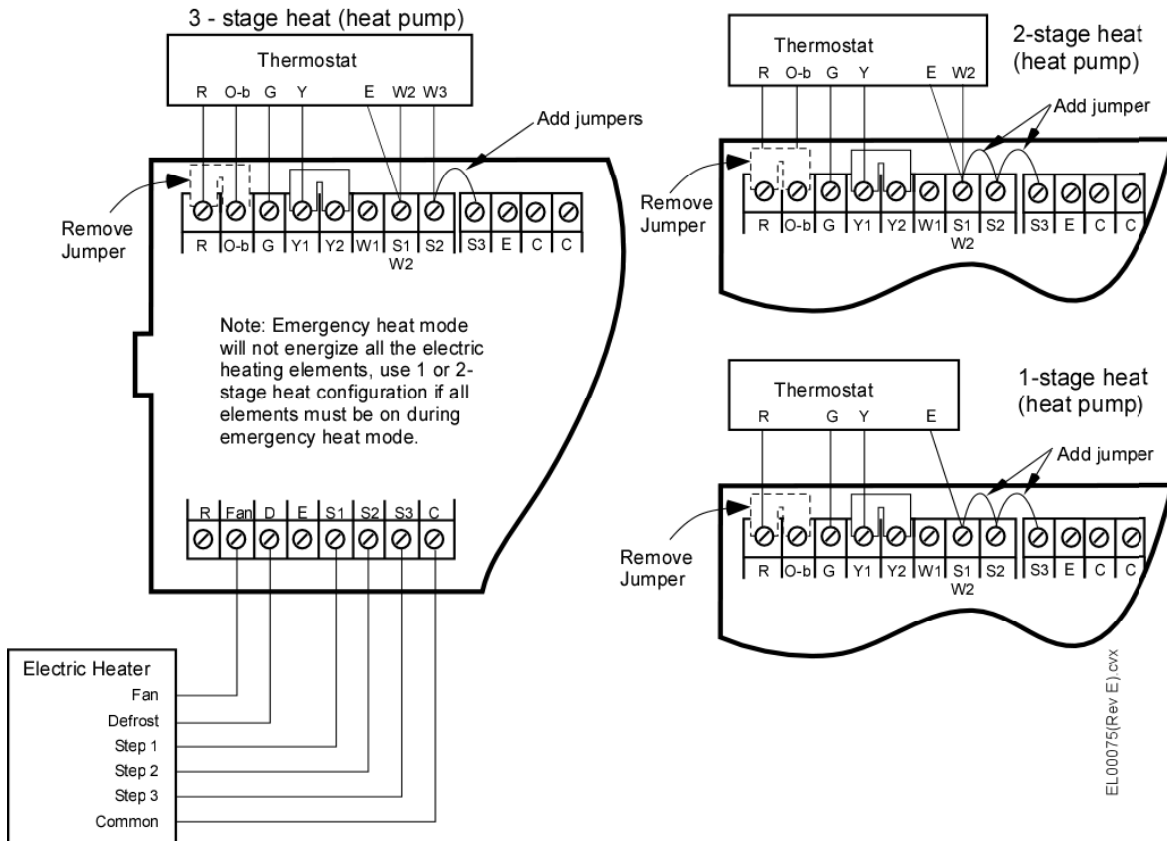 3 - stage heat (heat pump)
Thermostat
R O-b G Y E W2 W3
Add jumpers
Remove
Jumper
R O-b G Y1 Y2 W1 S1 S2 S3 E C C
W2
Note: Emergency heat mode
will not energize all the electric
heating elements, use 1 or 2-
stage heat configuration if all
elements must be on during
emergency heat mode.
R Fan D E S1 S2 S3 C
Electric Heater
Fan
Defrost
Step 1
Step 2
Step 3
Common
2-stage heat
(heat pump)
Thermostat
R O-b G Y E W2
Add jumper
Remove
Jumper
R O-b G Y1 Y2 W1 S1 S2 S3 E C C
W2
1-stage heat
(heat pump)
Thermostat
R G Y E
Add jumper
Remove
Jumper
R O-b G Y1 Y2 W1 S1 S2 S3 E C C
W2
EL00075(Rev E).cvx